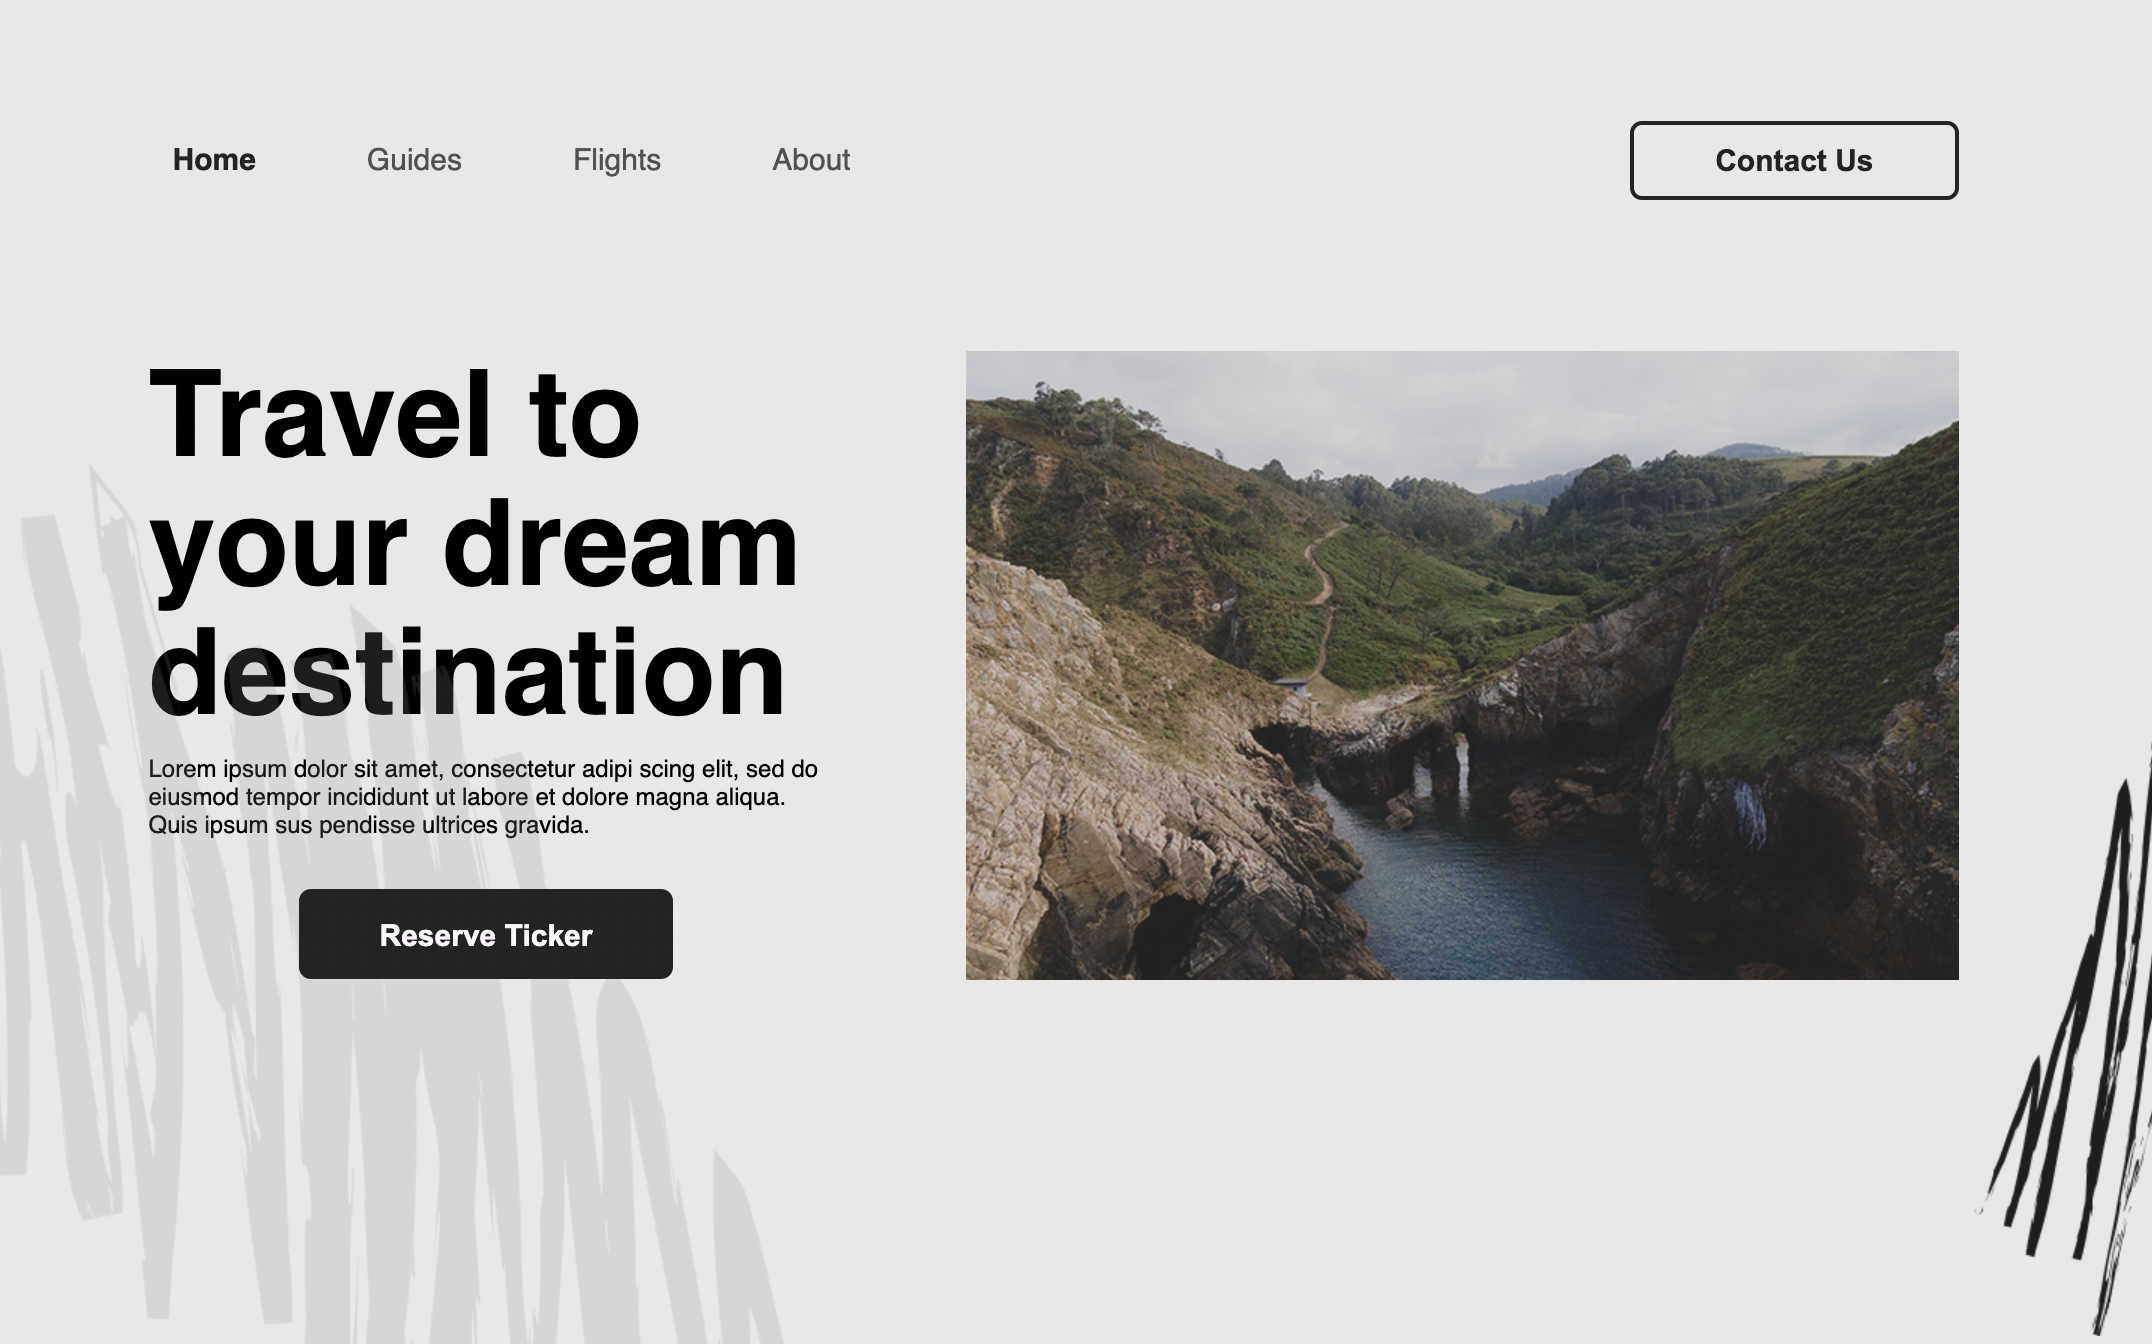 Home
Guides
Flights
About
Contact Us
Travel to
your dream
destination
Lorem ipsum dolor sit amet, consectetur adipi scing elit, sed do
eiusmod tempor incididunt ut labore et dolore magna aliqua.
Quis ipsum sus pendisse ultrices gravida.
Reserve Ticker